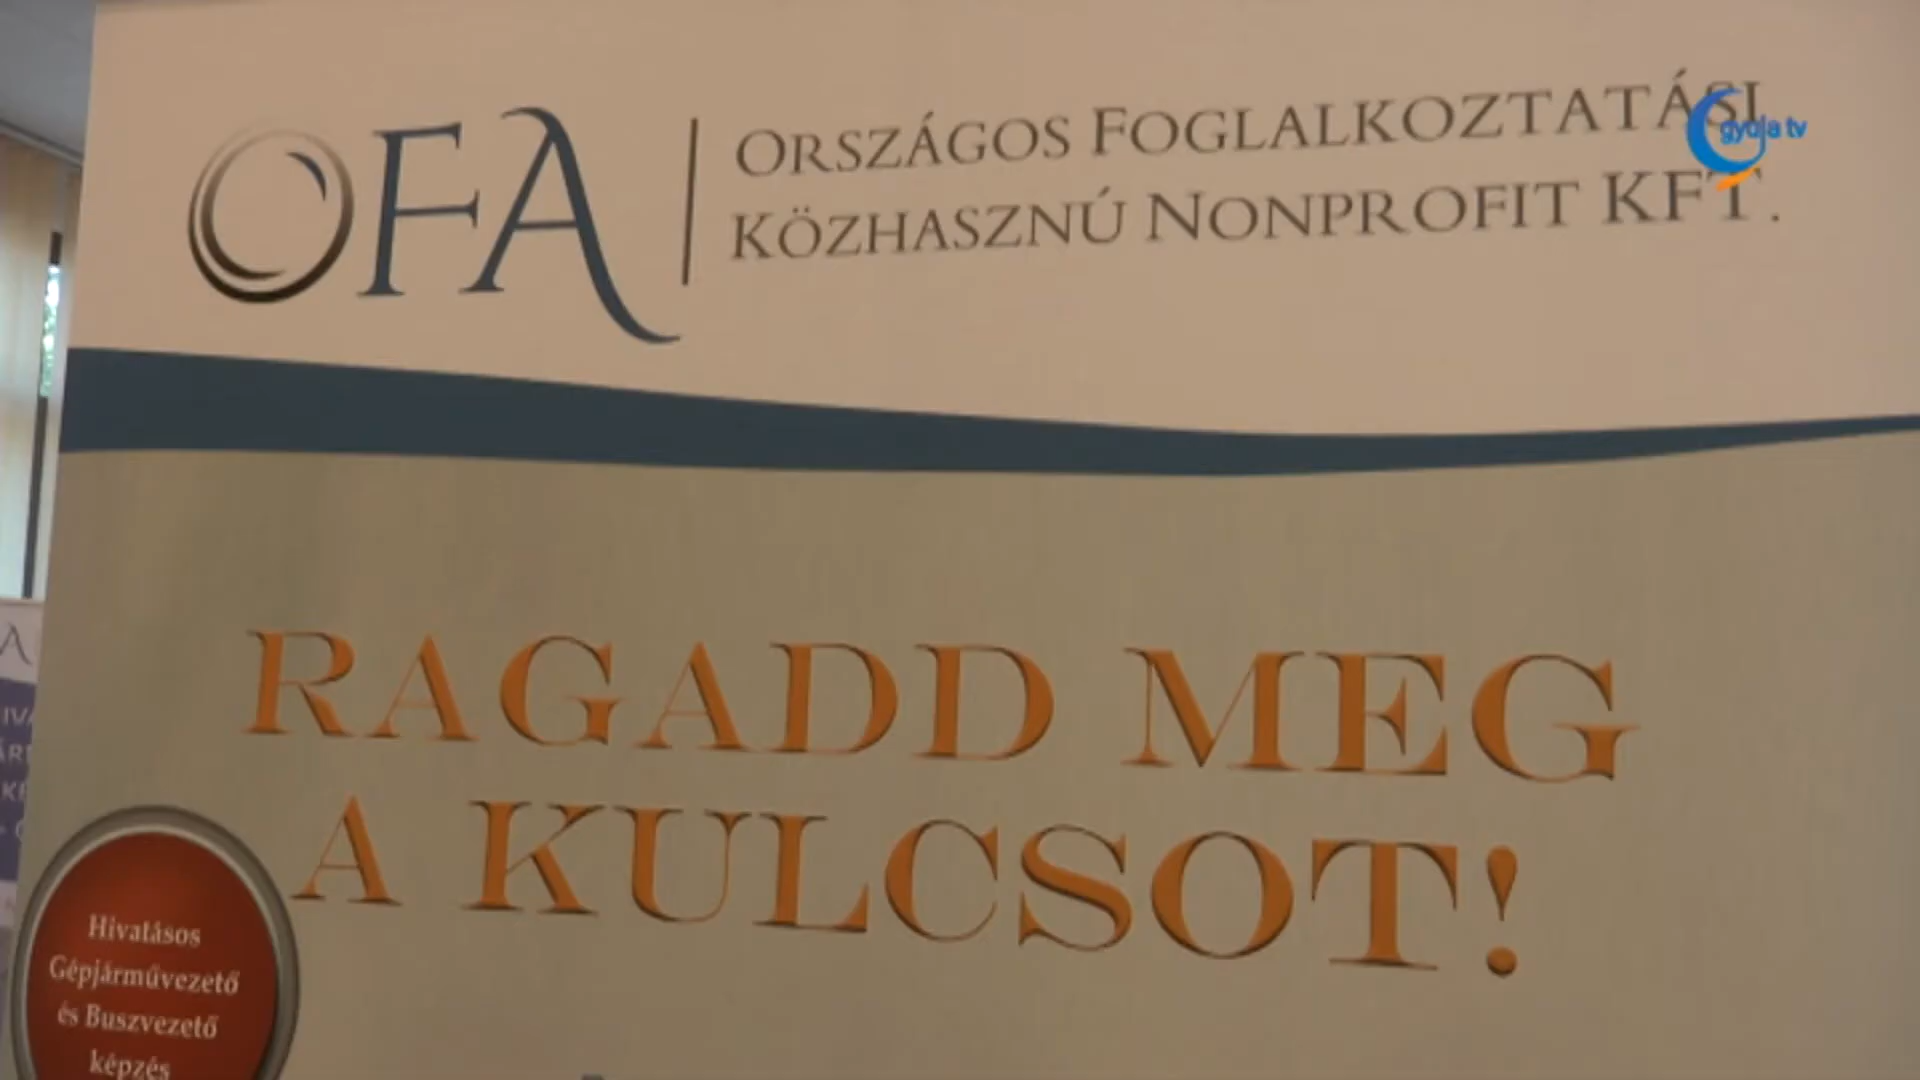 OFA
ORSZÁGOS FOGLALKOZTATÁSI
KÖZHASZNÚ NONPROFIT KFT.
gyula tv
RAGADD MEG
A KULCSOT!
Hivatásos
Gépjárművezető
és Buszvezető
képzés